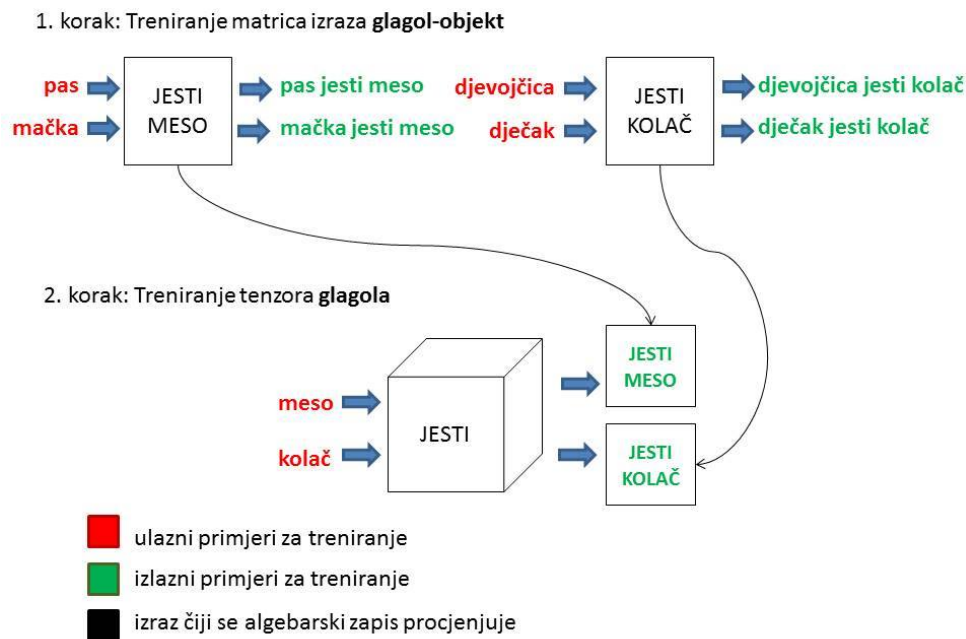 1. korak: Treniranje matrica izraza glagol-objekt
pas
mačka
JESTI
MESO
pas jesti meso
mačka jesti meso
djevojčica
dječak
JESTI
KOLAČ
djevojčica jesti kolač
dječak jesti kolač
2. korak: Treniranje tenzora glagola
meso
kolač
JESTI
JESTI
MESO
JESTI
KOLAČ
ulazni primjeri za treniranje
izlazni primjeri za treniranje
izraz čiji se algebarski zapis procjenjuje